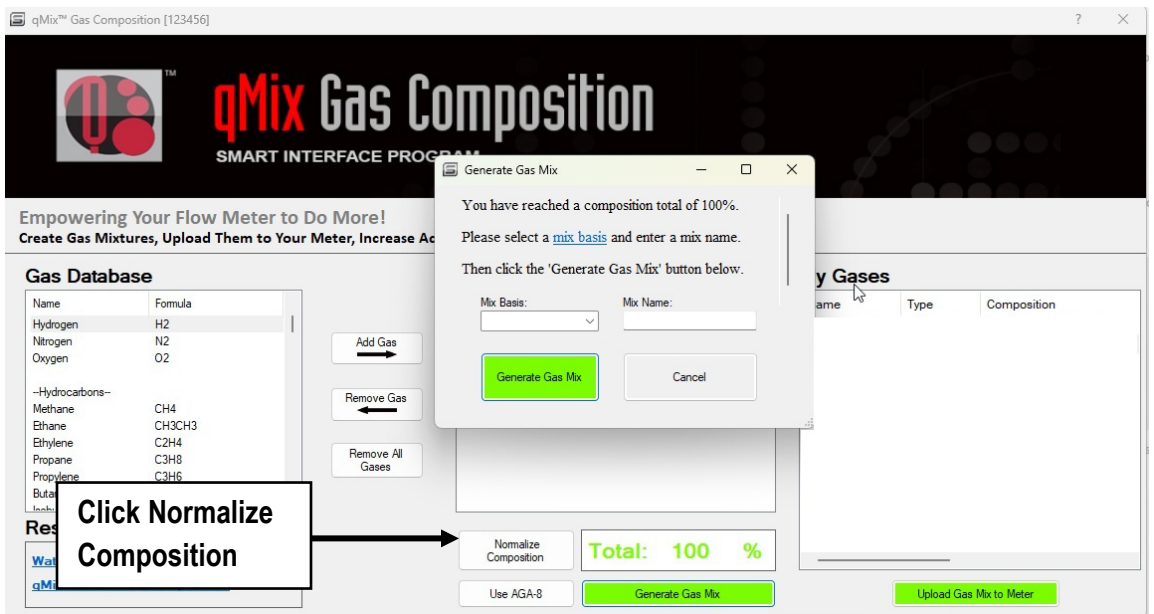 qMix™ Gas Composition [123456]
? 
TM
qMix Gas Composition
SMART INTERFACE PROGRAM
Empowering Your Flow Meter to Do More!
Create Gas Mixtures, Upload Them to Your Meter, Increase Ac
Generate Gas Mix
You have reached a composition total of 100%.
Please select a mix basis and enter a mix name.
Then click the 'Generate Gas Mix' button below.
Mix Basis:
Mix Name:
Generate Gas Mix
Cancel
Gas Database
Name Formula
Hydrogen H2
Nitrogen N2
Oxygen O2
--Hydrocarbons--
Methane CH4
Ethane CH3CH3
Ethylene C2H4
Propane C3H8
Propylene C3H6
Add Gas
Remove Gas
Remove All
Gases
y Gases
ame Type Composition
Click Normalize
Composition
Normalize
Composition
Total: 100 %
Use AGA-8
Generate Gas Mix
Upload Gas Mix to Meter